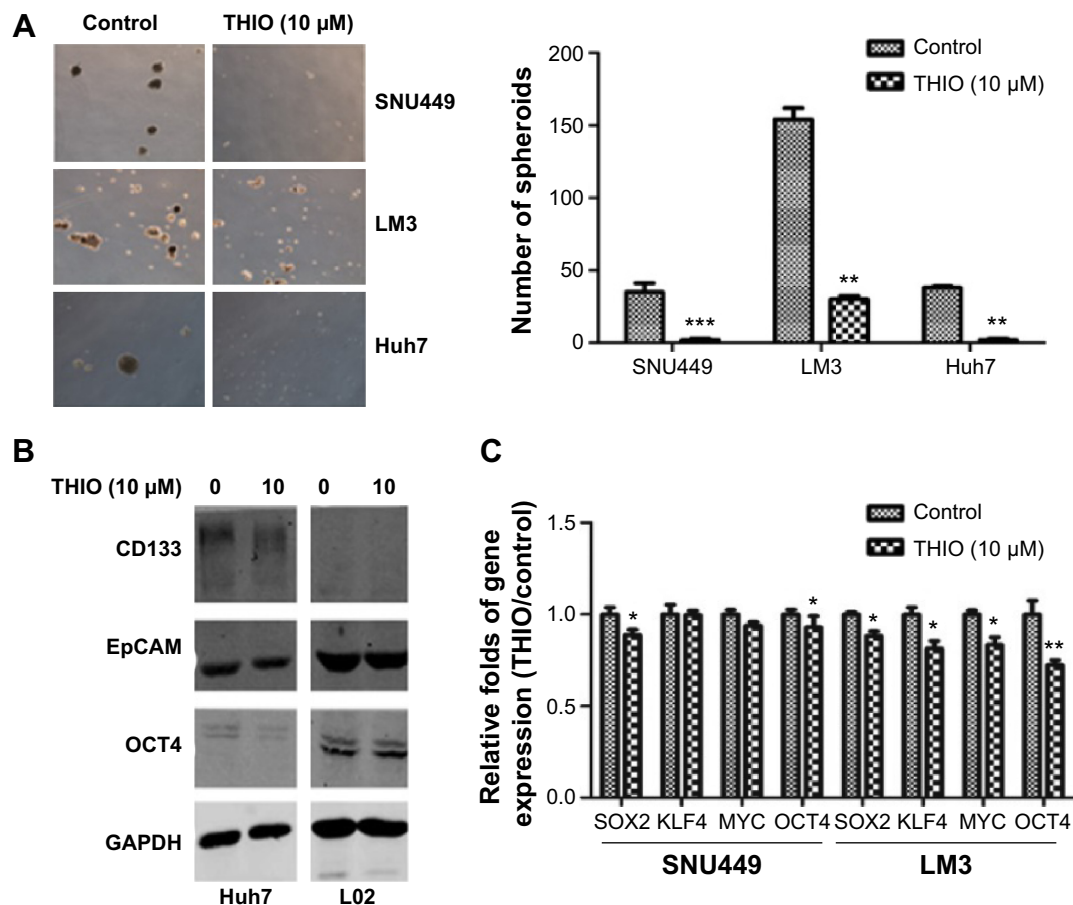 A
Control THIO (10 µM)
SNU449
LM3
Huh7
Number of spheroids
200
150
100
50
0
Control
THIO (10 µM)
***
**
**
SNU449 LM3 Huh7
B
THIO (10 µM) 0 10 0 10
CD133
EpCAM
OCT4
GAPDH
Huh7 L02
C
Relative folds of gene
expression (THIO/control)
1.5
1.0
0.5
0.0
Control
THIO (10 µM)
* * * * * **
SOX2 KLF4 MYC OCT4 SOX2 KLF4 MYC OCT4
SNU449 LM3